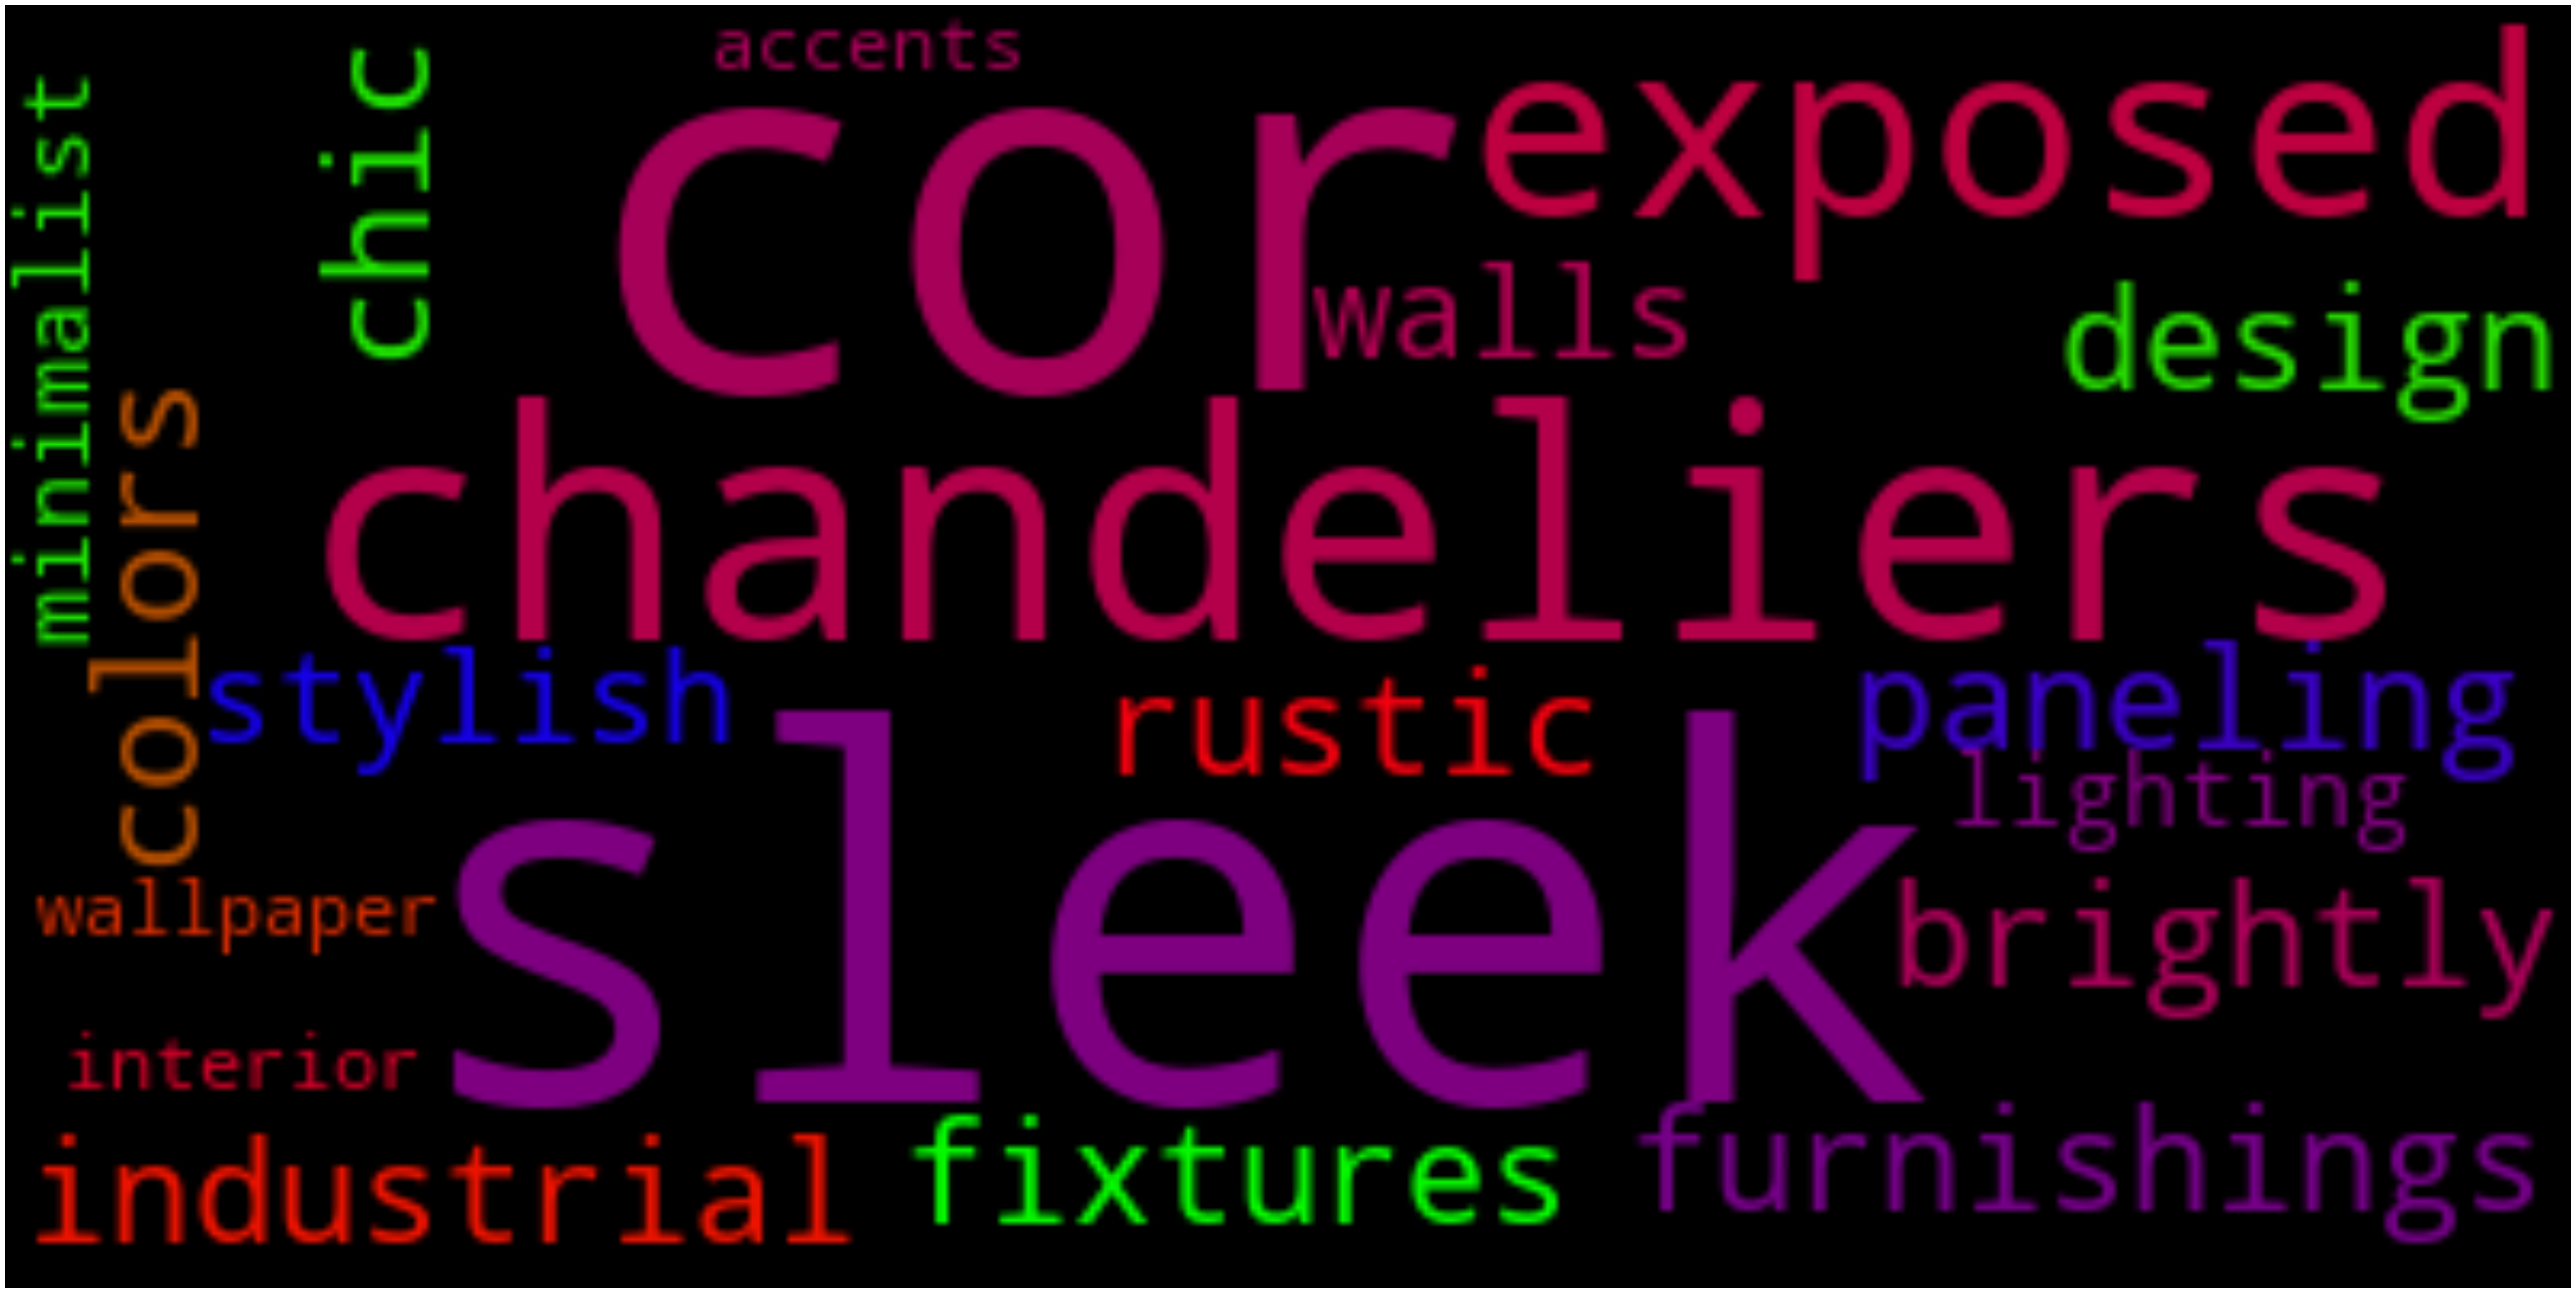 accents
cor
exposed
minimalist
chic
walls
design
colors
chandeliers
stylish
rustic
paneling
sleek
lighting
wallpaper
brightly
interior
industrial
fixtures
furnishings